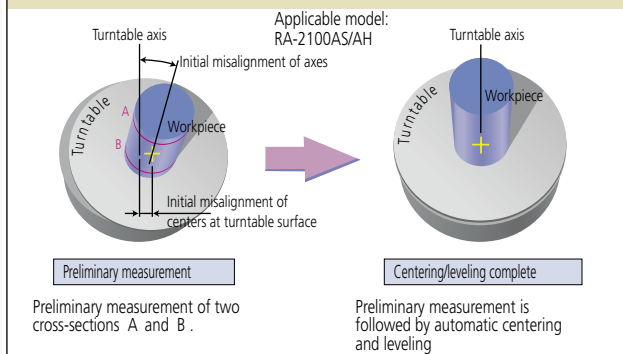 Applicable model:
RA-2100AS/AH
Turntable axis
Initial misalignment of axes
Turntable
A
B
Workpiece
Initial misalignment of
centers at turntable surface
Preliminary measurement
Preliminary measurement of two
cross-sections A and B .
Turntable axis
Turntable
Workpiece
Centering/leveling complete
Preliminary measurement is
followed by automatic centering
and leveling